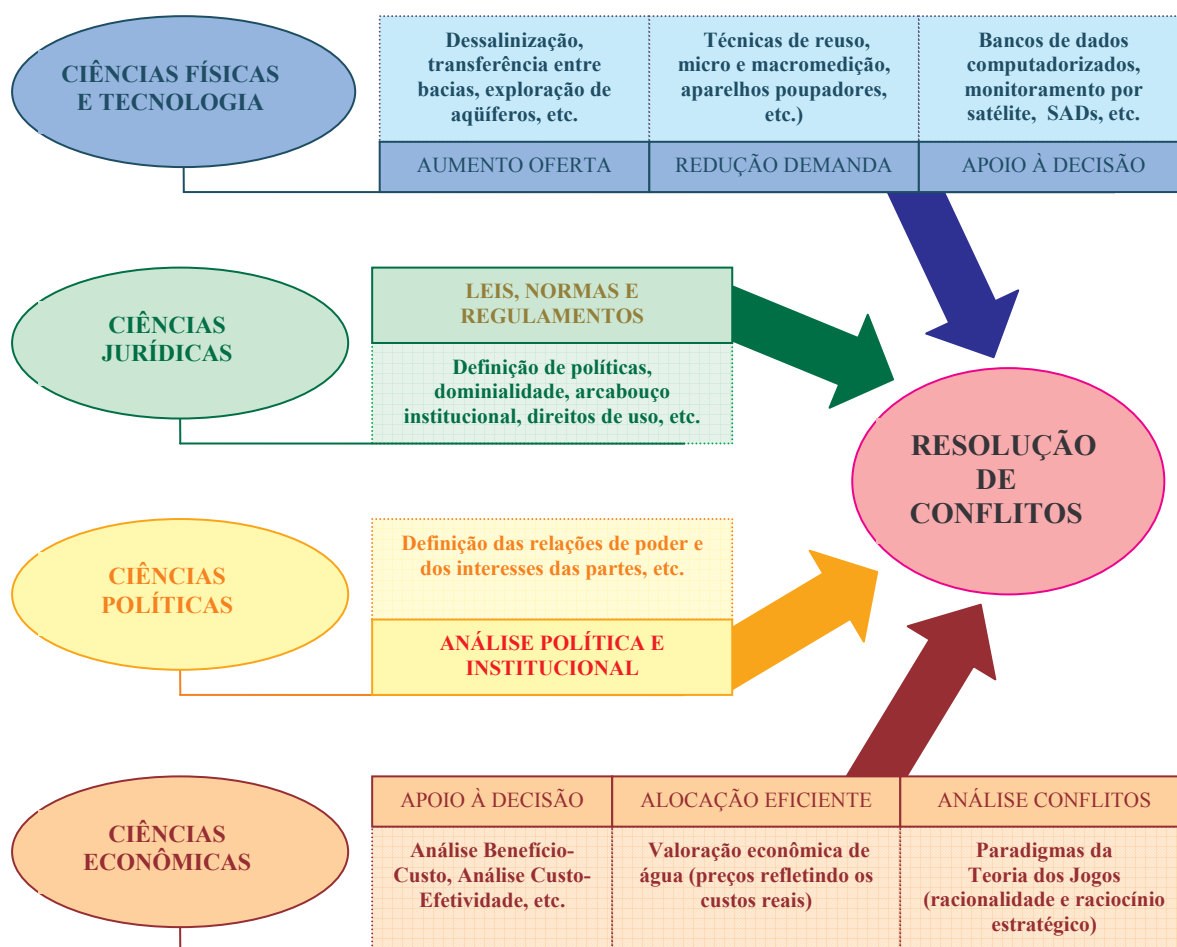 CIÊNCIAS FÍSICAS
E TECNOLOGIA
Dessalinização,
transferência entre
bacias, exploração de
aqüíferos, etc.
AUMENTO OFERTA
Técnicas de reuso,
micro e macromedição,
aparelhos poupadores,
etc.)
REDUÇÃO DEMANDA
Bancos de dados
computadorizados,
monitoramento por
satélite, SADs, etc.
APOIO À DECISÃO
CIÊNCIAS
JURÍDICAS
LEIS, NORMAS E
REGULAMENTOS
Definição de políticas,
dominialidade, arcabouço
institucional, direitos de uso, etc.
RESOLUÇÃO
DE
CONFLITOS
CIÊNCIAS
POLÍTICAS
Definição das relações de poder e
dos interesses das partes, etc.
ANÁLISE POLÍTICA E
INSTITUCIONAL
CIÊNCIAS
ECONÔMICAS
APOIO À DECISÃO
Análise Benefício-
Custo, Análise Custo-
Efetividade, etc.
ALOCAÇÃO EFICIENTE
Valoração econômica de
água (preços refletindo os
custos reais)
ANÁLISE CONFLITOS
Paradigmas da
Teoria dos Jogos
(racionalidade e raciocínio
estratégico)